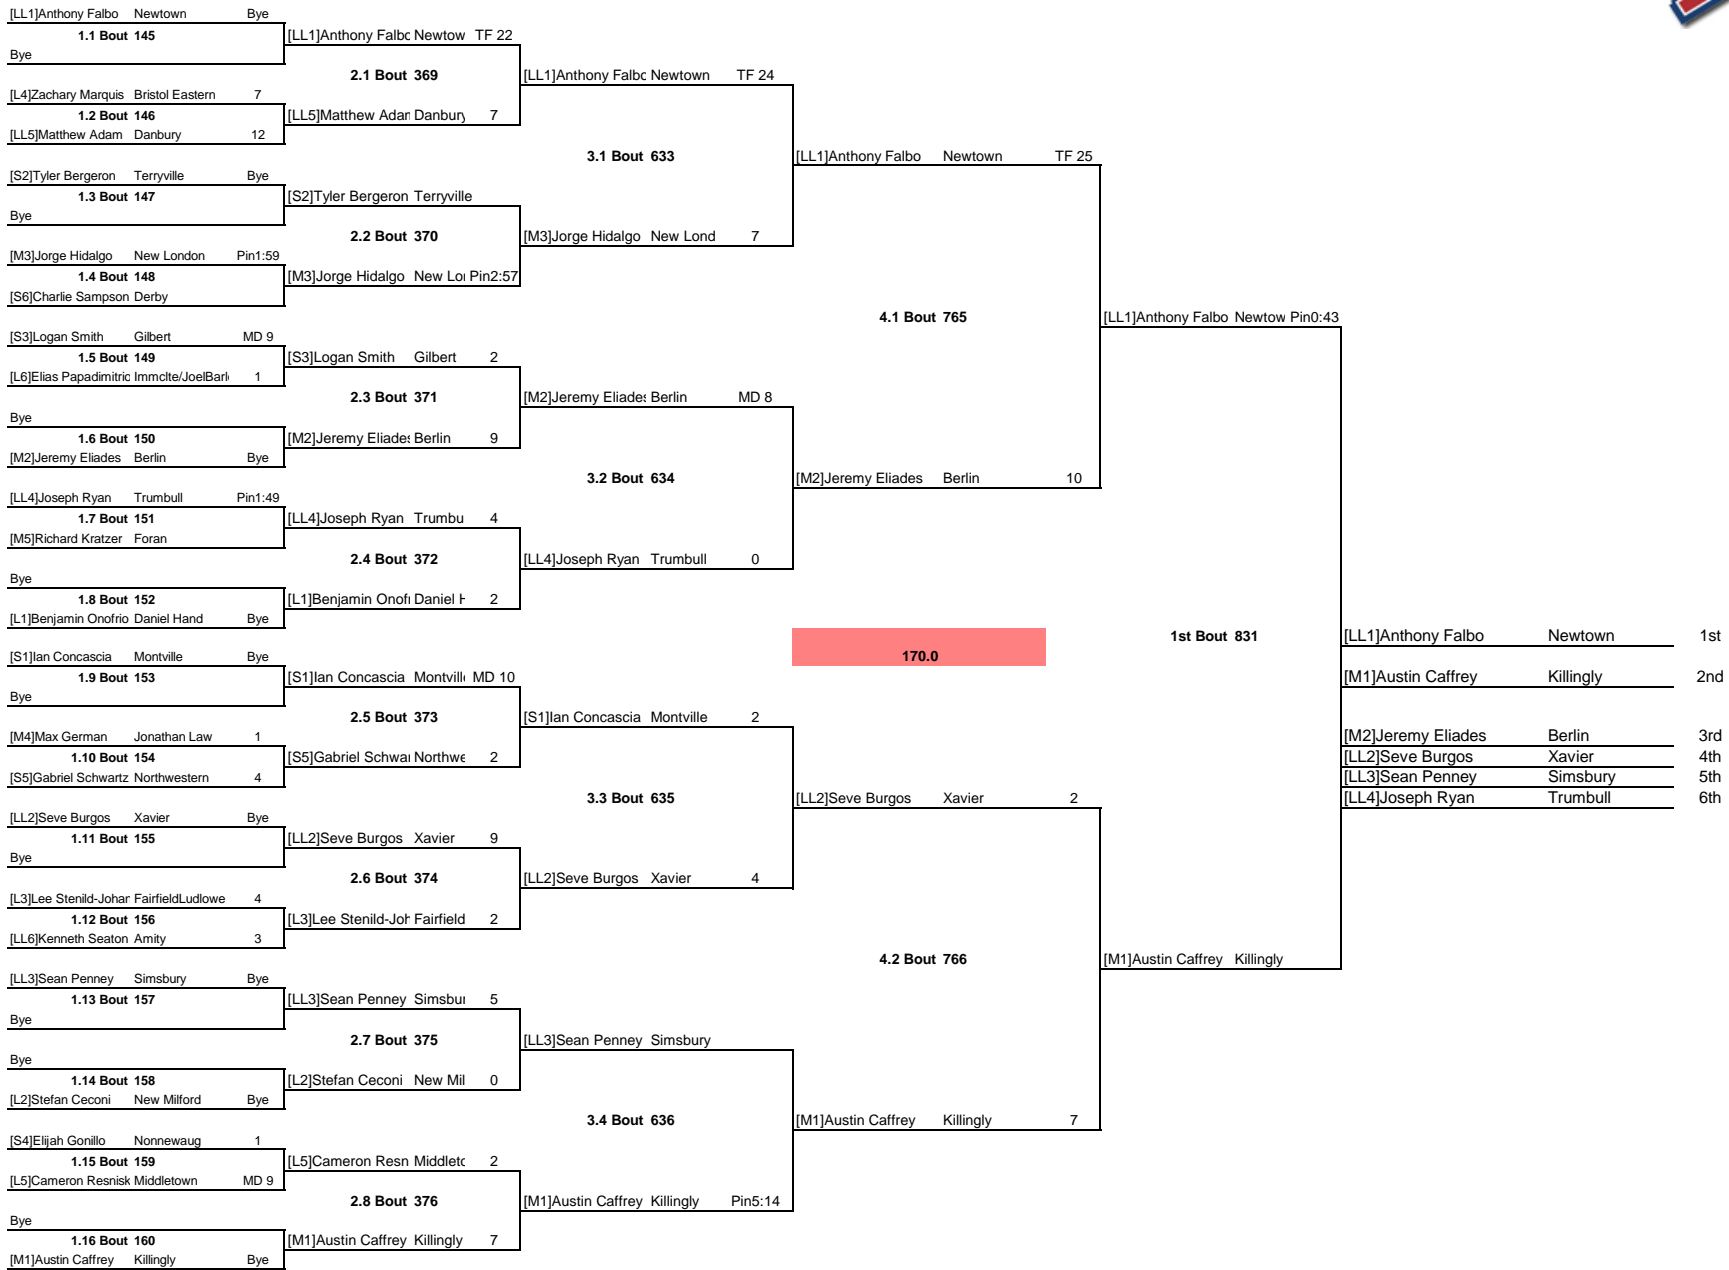 [LL1]Anthony Falbo Newtown Bye
1.1 Bout 145
Bye
[L4]Zachary Marquis Bristol Eastern 7
1.2 Bout 146
[LL5]Matthew Adam Danbury 12
[S2]Tyler Bergeron Terryville Bye
1.3 Bout 147
Bye
[M3]Jorge Hidalgo New London Pin1:59
1.4 Bout 148
[S6]Charlie Sampson Derby
[S3]Logan Smith Gilbert MD 9
1.5 Bout 149
[L6]Elias Papadimitric Immclte/JoelBarl 1
Bye
1.6 Bout 150
[M2]Jeremy Eliades Berlin Bye
[LL4]Joseph Ryan Trumbull Pin1:49
1.7 Bout 151
[M5]Richard Kratzer Foran
Bye
1.8 Bout 152
[L1]Benjamin Onofrio Daniel Hand Bye
[S1]Ian Concascia Montville Bye
1.9 Bout 153
Bye
[M4]Max German Jonathan Law 1
1.10 Bout 154
[S5]Gabriel Schwartz Northwestern 4
[LL2]Seve Burgos Xavier Bye
1.11 Bout 155
Bye
[L3]Lee Stenild-Johar FairfieldLudlowe 4
1.12 Bout 156
[LL6]Kenneth Seaton Amity 3
[LL3]Sean Penney Simsbury Bye
1.13 Bout 157
Bye
Bye
1.14 Bout 158
[L2]Stefan Ceconi New Milford Bye
[S4]Elijah Gonillo Nonnewaug 1
1.15 Bout 159
[L5]Cameron Resnisk Middletown MD 9
Bye
1.16 Bout 160
[M1]Austin Caffrey Killingly Bye
[LL1]Anthony Falbc Newtow TF 22
2.1 Bout 369
[LL5]Matthew Adar Danbury 7
[S2]Tyler Bergeron Terryville
2.2 Bout 370
[M3]Jorge Hidalgo New Loi Pin2:57
[S3]Logan Smith Gilbert 2
2.3 Bout 371
[M2]Jeremy Eliades Berlin 9
[LL4]Joseph Ryan Trumbu 4
2.4 Bout 372
[L1]Benjamin Onofi Daniel H 2
[S1]Ian Concascia Montvill MD 10
2.5 Bout 373
[S5]Gabriel Schwai Northwe 2
[LL2]Seve Burgos Xavier 9
2.6 Bout 374
[L3]Lee Stenild-Joh Fairfield 2
[LL3]Sean Penney Simsbur 5
2.7 Bout 375
[L2]Stefan Ceconi New Mil 0
[L5]Cameron Resn Middletc 2
2.8 Bout 376
[M1]Austin Caffrey Killingly 7
[LL1]Anthony Falbc Newtown TF 24
3.1 Bout 633
[M3]Jorge Hidalgo New Lond 7
[M2]Jeremy Eliades Berlin MD 8
3.2 Bout 634
[LL4]Joseph Ryan Trumbull 0
[S1]Ian Concascia Montville 2
3.3 Bout 635
[LL2]Seve Burgos Xavier 4
[LL3]Sean Penney Simsbury
3.4 Bout 636
[M1]Austin Caffrey Killingly Pin5:14
[LL1]Anthony Falbo Newtown TF 25
4.1 Bout 765
[M2]Jeremy Eliades Berlin 10
170.0
[LL2]Seve Burgos Xavier 2
4.2 Bout 766
[M1]Austin Caffrey Killingly 7
[LL1]Anthony Falbo Newtow Pin0:43
1st Bout 831
[M1]Austin Caffrey Killingly
[LL1]Anthony Falbo Newtown 1st
[M1]Austin Caffrey Killingly 2nd
[M2]Jeremy Eliades Berlin 3rd
[LL2]Seve Burgos Xavier 4th
[LL3]Sean Penney Simsbury 5th
[LL4]Joseph Ryan Trumbull 6th